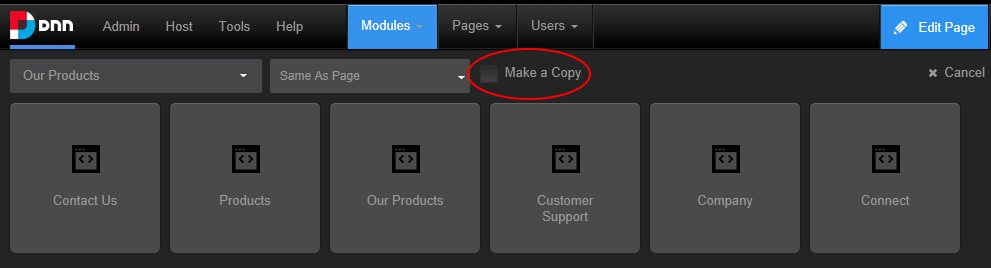 DNN Admin Host Tools Help Modules Pages Users Edit Page
Our Products Same As Page Make a Copy Cancel
Contact Us Products Our Products Customer Support Company Connect